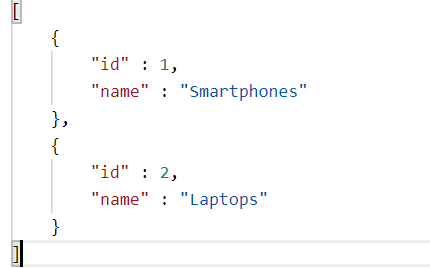 [
{
"id" : 1,
"name" : "Smartphones"
},
{
"id" : 2,
"name" : "Laptops"
}
]